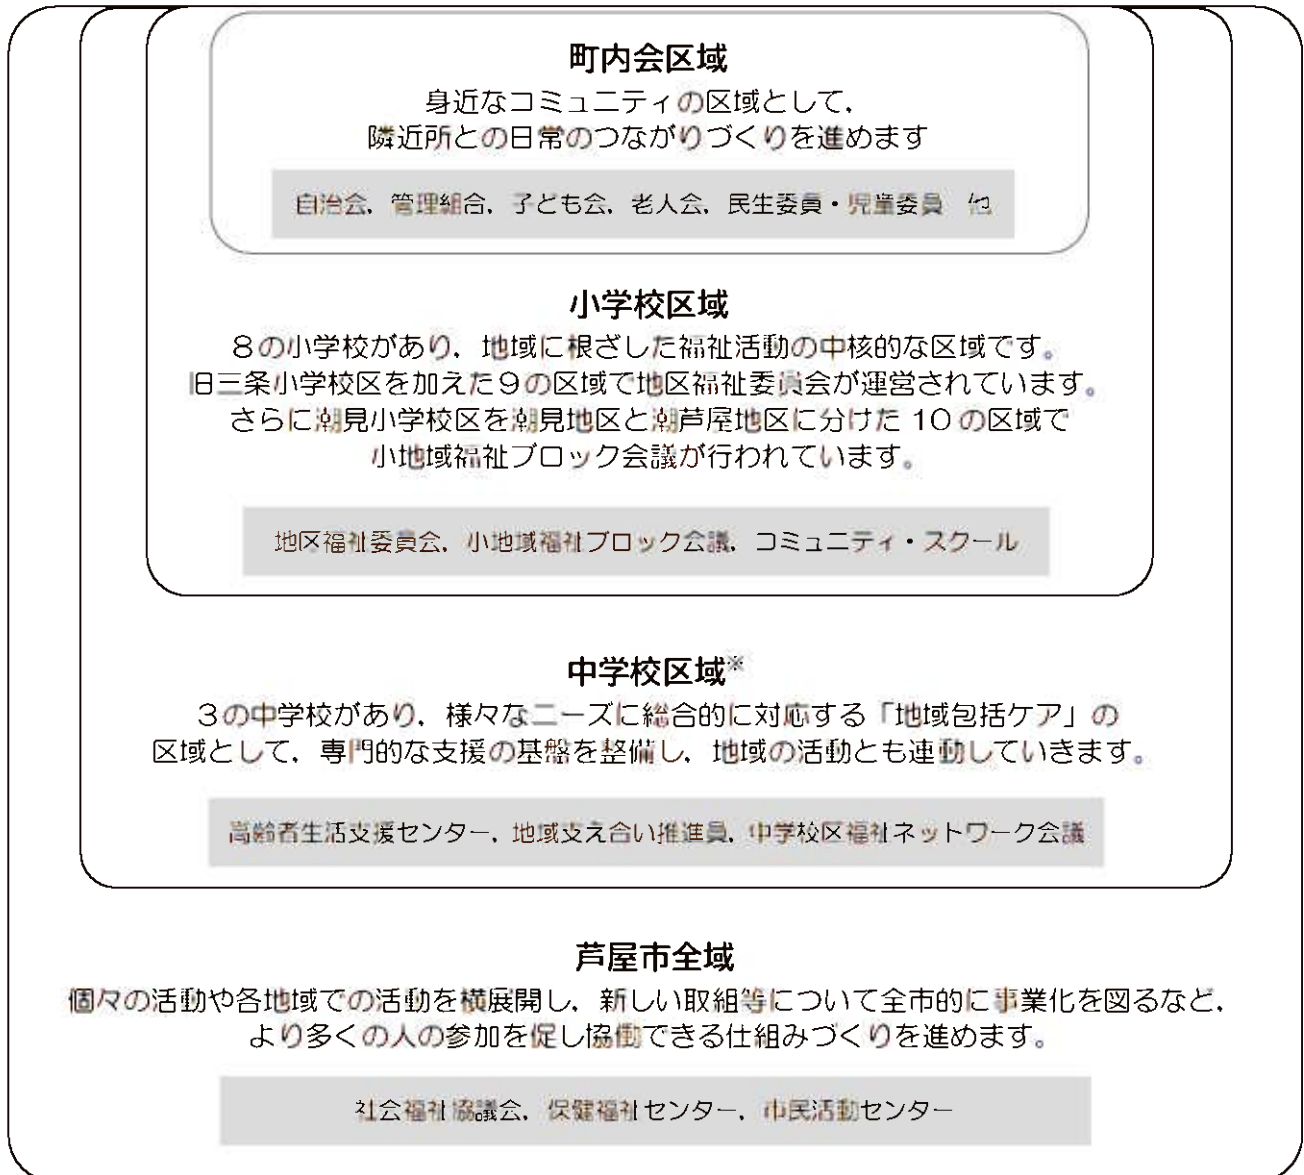 町内会区域
身近なコミュニティの区域として，
隣近所との日常のつながりづくりを進めます
自治会，管理組合，子ども会，老人会，民生委員・児童委員　他
小学校区域
８の小学校があり，地域に根ざした福祉活動の中核的な区域です。
旧三条小学校区を加えた９の区域で地区福祉委員会が運営されています。
さらに潮見小学校区を潮見地区と潮芦屋地区に分けた 10 の区域で
小地域福祉ブロック会議が行われています。
地区福祉委員会，小地域福祉ブロック会議，コミュニティ・スクール
中学校区域※
３の中学校があり，様々なニーズに総合的に対応する「地域包括ケア」の
区域として，専門的な支援の基盤を整備し，地域の活動とも連動していきます。
高齢者生活支援センター，地域支え合い推進員，中学校区福祉ネットワーク会議
芦屋市全域
個々の活動や各地域での活動を横展開し，新しい取組等について全市的に事業化を図るなど，
より多くの人の参加を促し協働できる仕組みづくりを進めます。
社会福祉協議会，保健福祉センター，市民活動センター